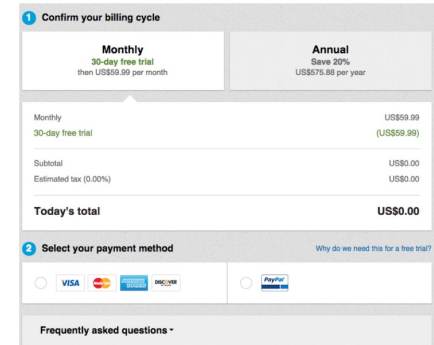 1 Confirm your billing cycle
Monthly
30-day free trial
then US$59.99 per month
Annual
Save 20%
US$575.88 per year
Monthly US$59.99
30-day free trial (US$59.99)
Subtotal US$0.00
Estimated tax (0.00%) US$0.00
Today's total US$0.00
2 Select your payment method Why do we need this for a free trial?
VISA MasterCard AMERICAN EXPRESS DISCOVER PayPal
Frequently asked questions